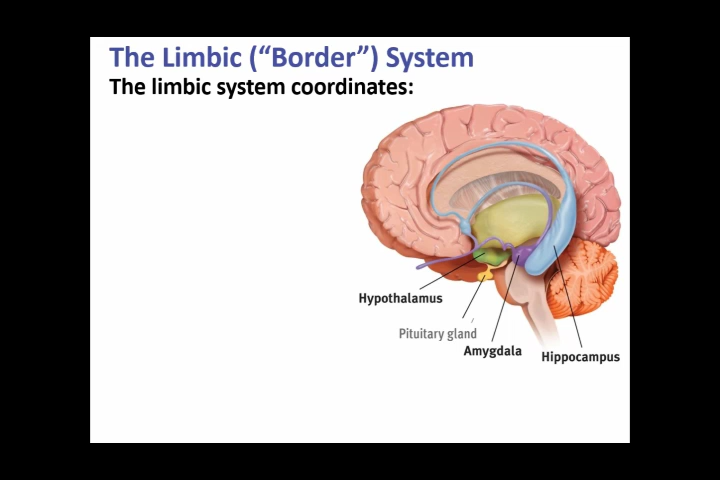 The Limbic (“Border”) System
The limbic system coordinates:
Hypothalamus
Pituitary gland
Amygdala
Hippocampus